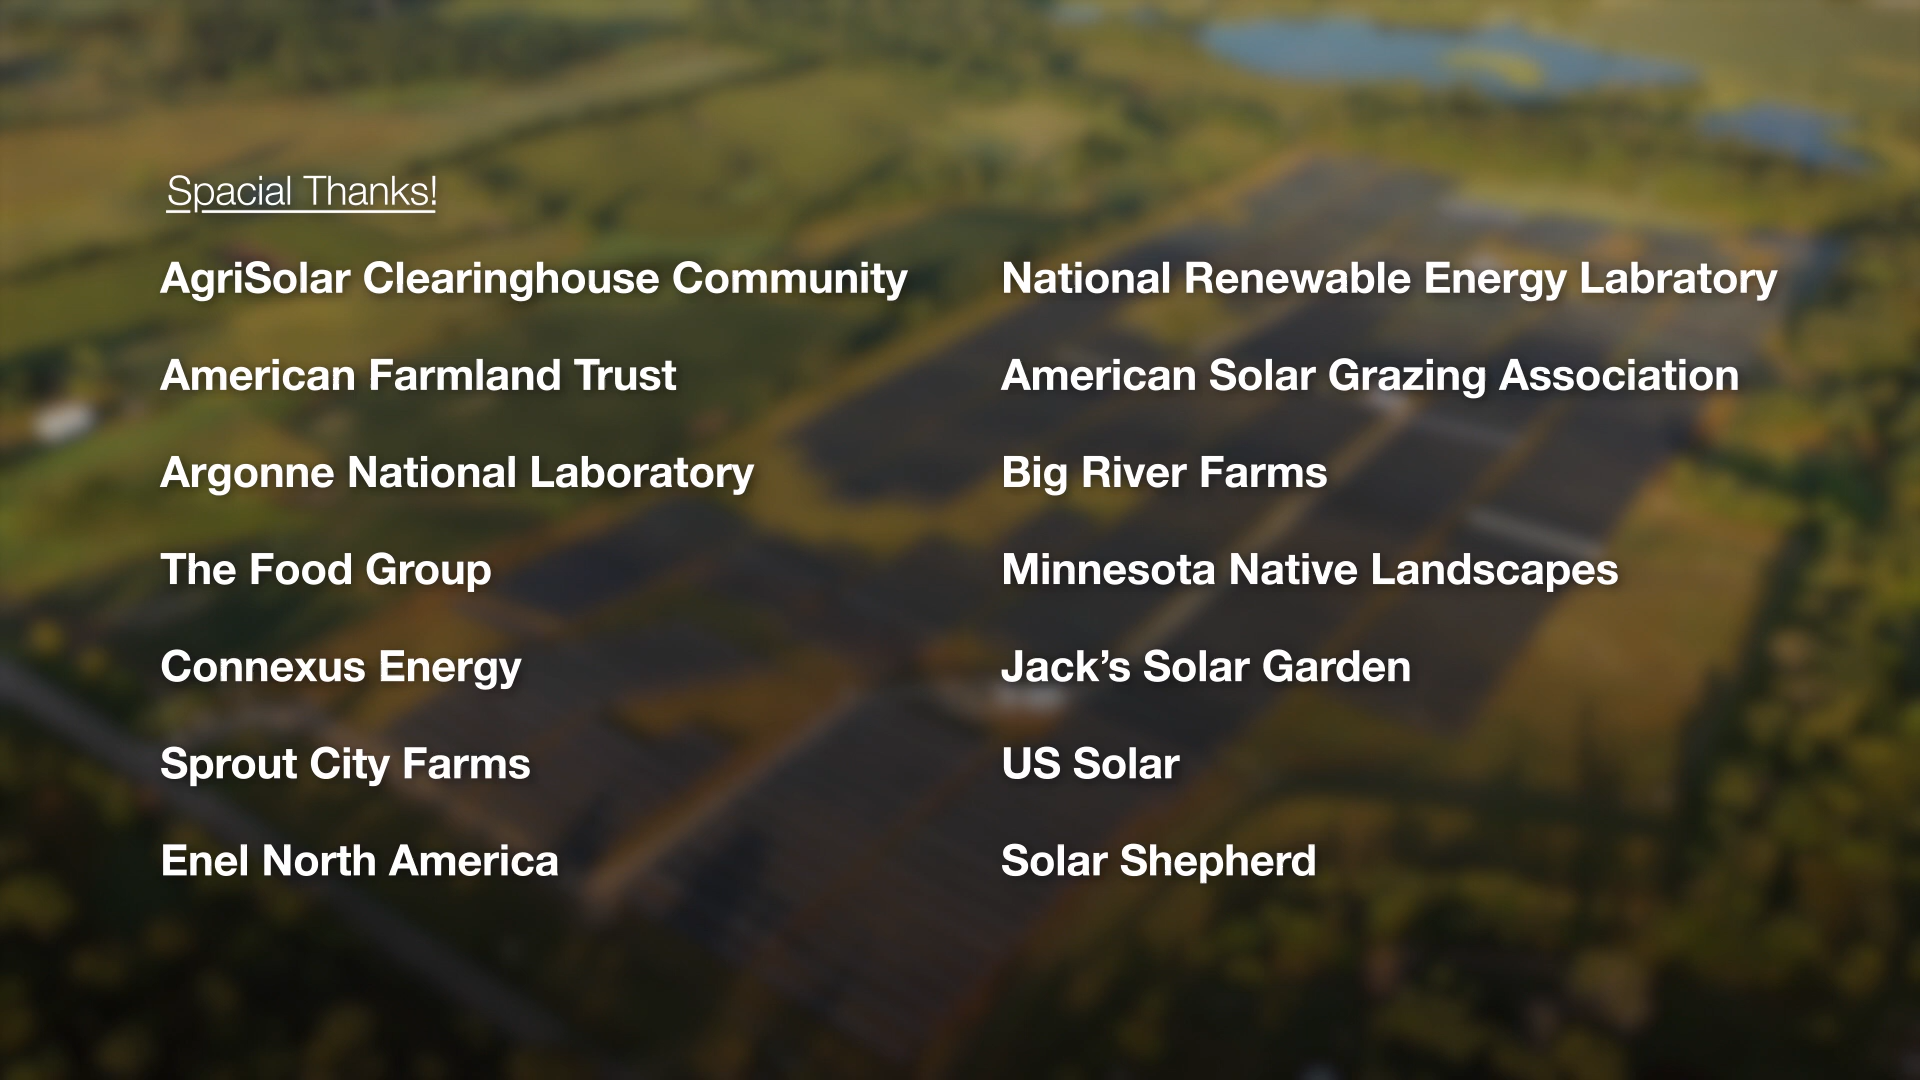 Spacial Thanks!
AgriSolar Clearinghouse Community
American Farmland Trust
Argonne National Laboratory
The Food Group
Connexus Energy
Sprout City Farms
Enel North America
National Renewable Energy Labratory
American Solar Grazing Association
Big River Farms
Minnesota Native Landscapes
Jack’s Solar Garden
US Solar
Solar Shepherd